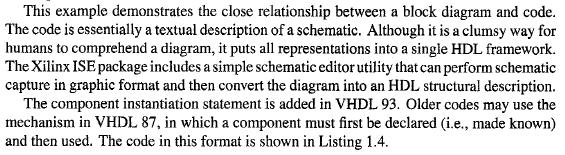 This example demonstrates the close relationship between a block diagram and code.
The code is essentially a textual description of a schematic. Although it is a clumsy way for
humans to comprehend a diagram, it puts all representations into a single HDL framework.
The Xilinx ISE package includes a simple schematic editor utility that can perform schematic
capture in graphic format and then convert the diagram into an HDL structural description.
The component instantiation statement is added in VHDL 93. Older codes may use the
mechanism in VHDL 87, in which a component must first be declared (i.e., made known)
and then used. The code in this format is shown in Listing 1.4.